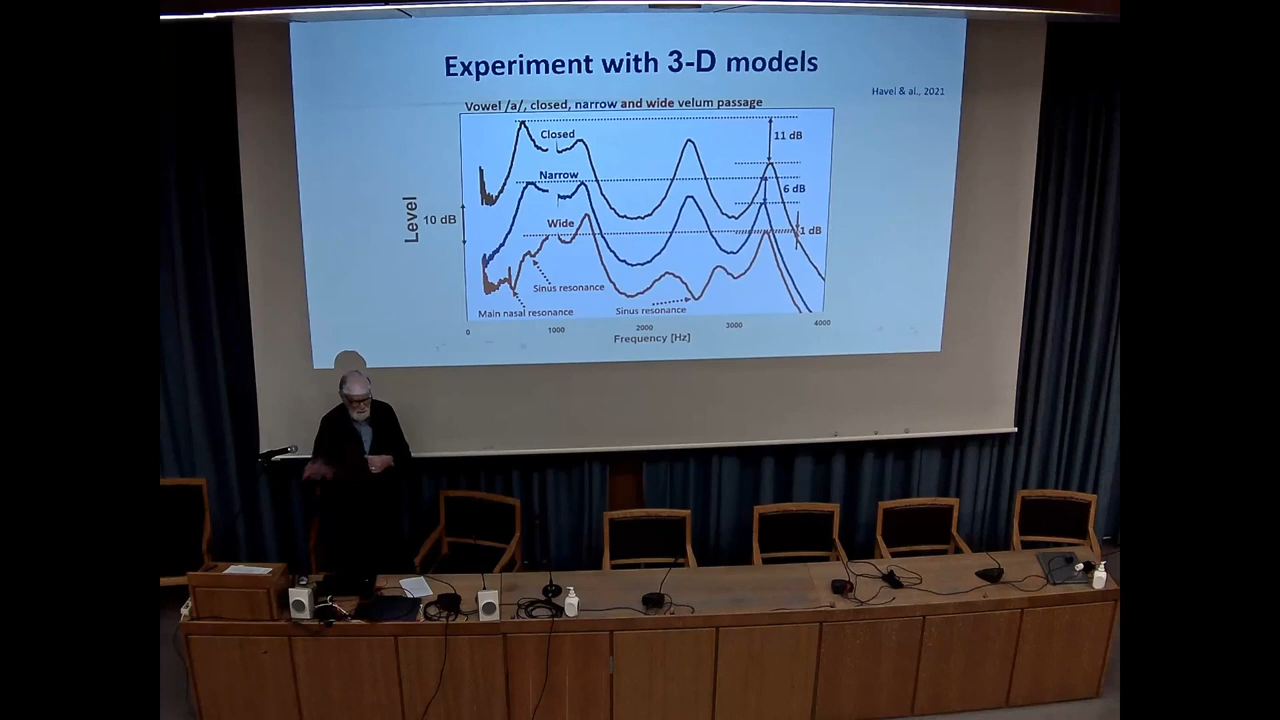 Experiment with 3-D models
Havel & al., 2021
Vowel /a/, closed, narrow and wide velum passage
Closed
11 dB
Narrow
6 dB
Level
10 dB
Wide
1 dB
Sinus resonance
Main nasal resonance
Sinus resonance
0
1000
2000
3000
4000
Frequency [Hz]